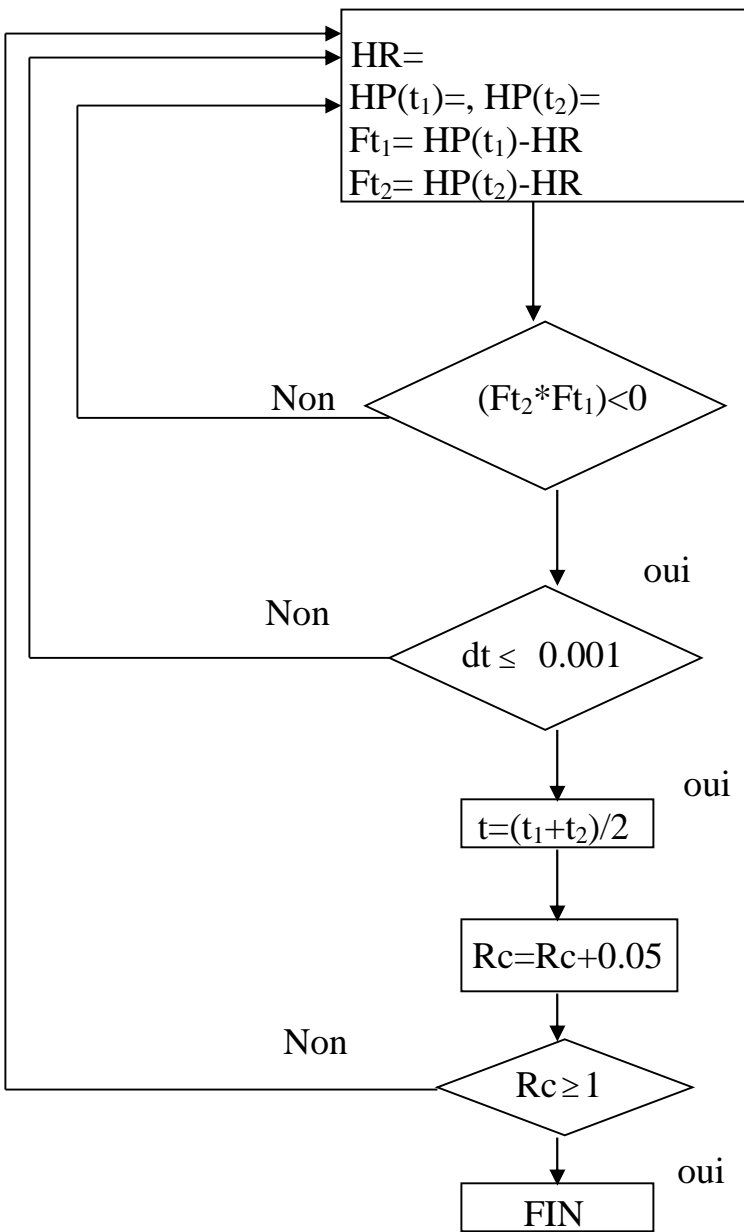 HR=
HP(t₁)=, HP(t₂)=
Ft₁= HP(t₁)-HR
Ft₂= HP(t₂)-HR
Non
(Ft₂*Ft₁)<0
oui
Non
dt ≤ 0.001
oui
t=(t₁+t₂)/2
Rc=Rc+0.05
Non
Rc ≥ 1
oui
FIN